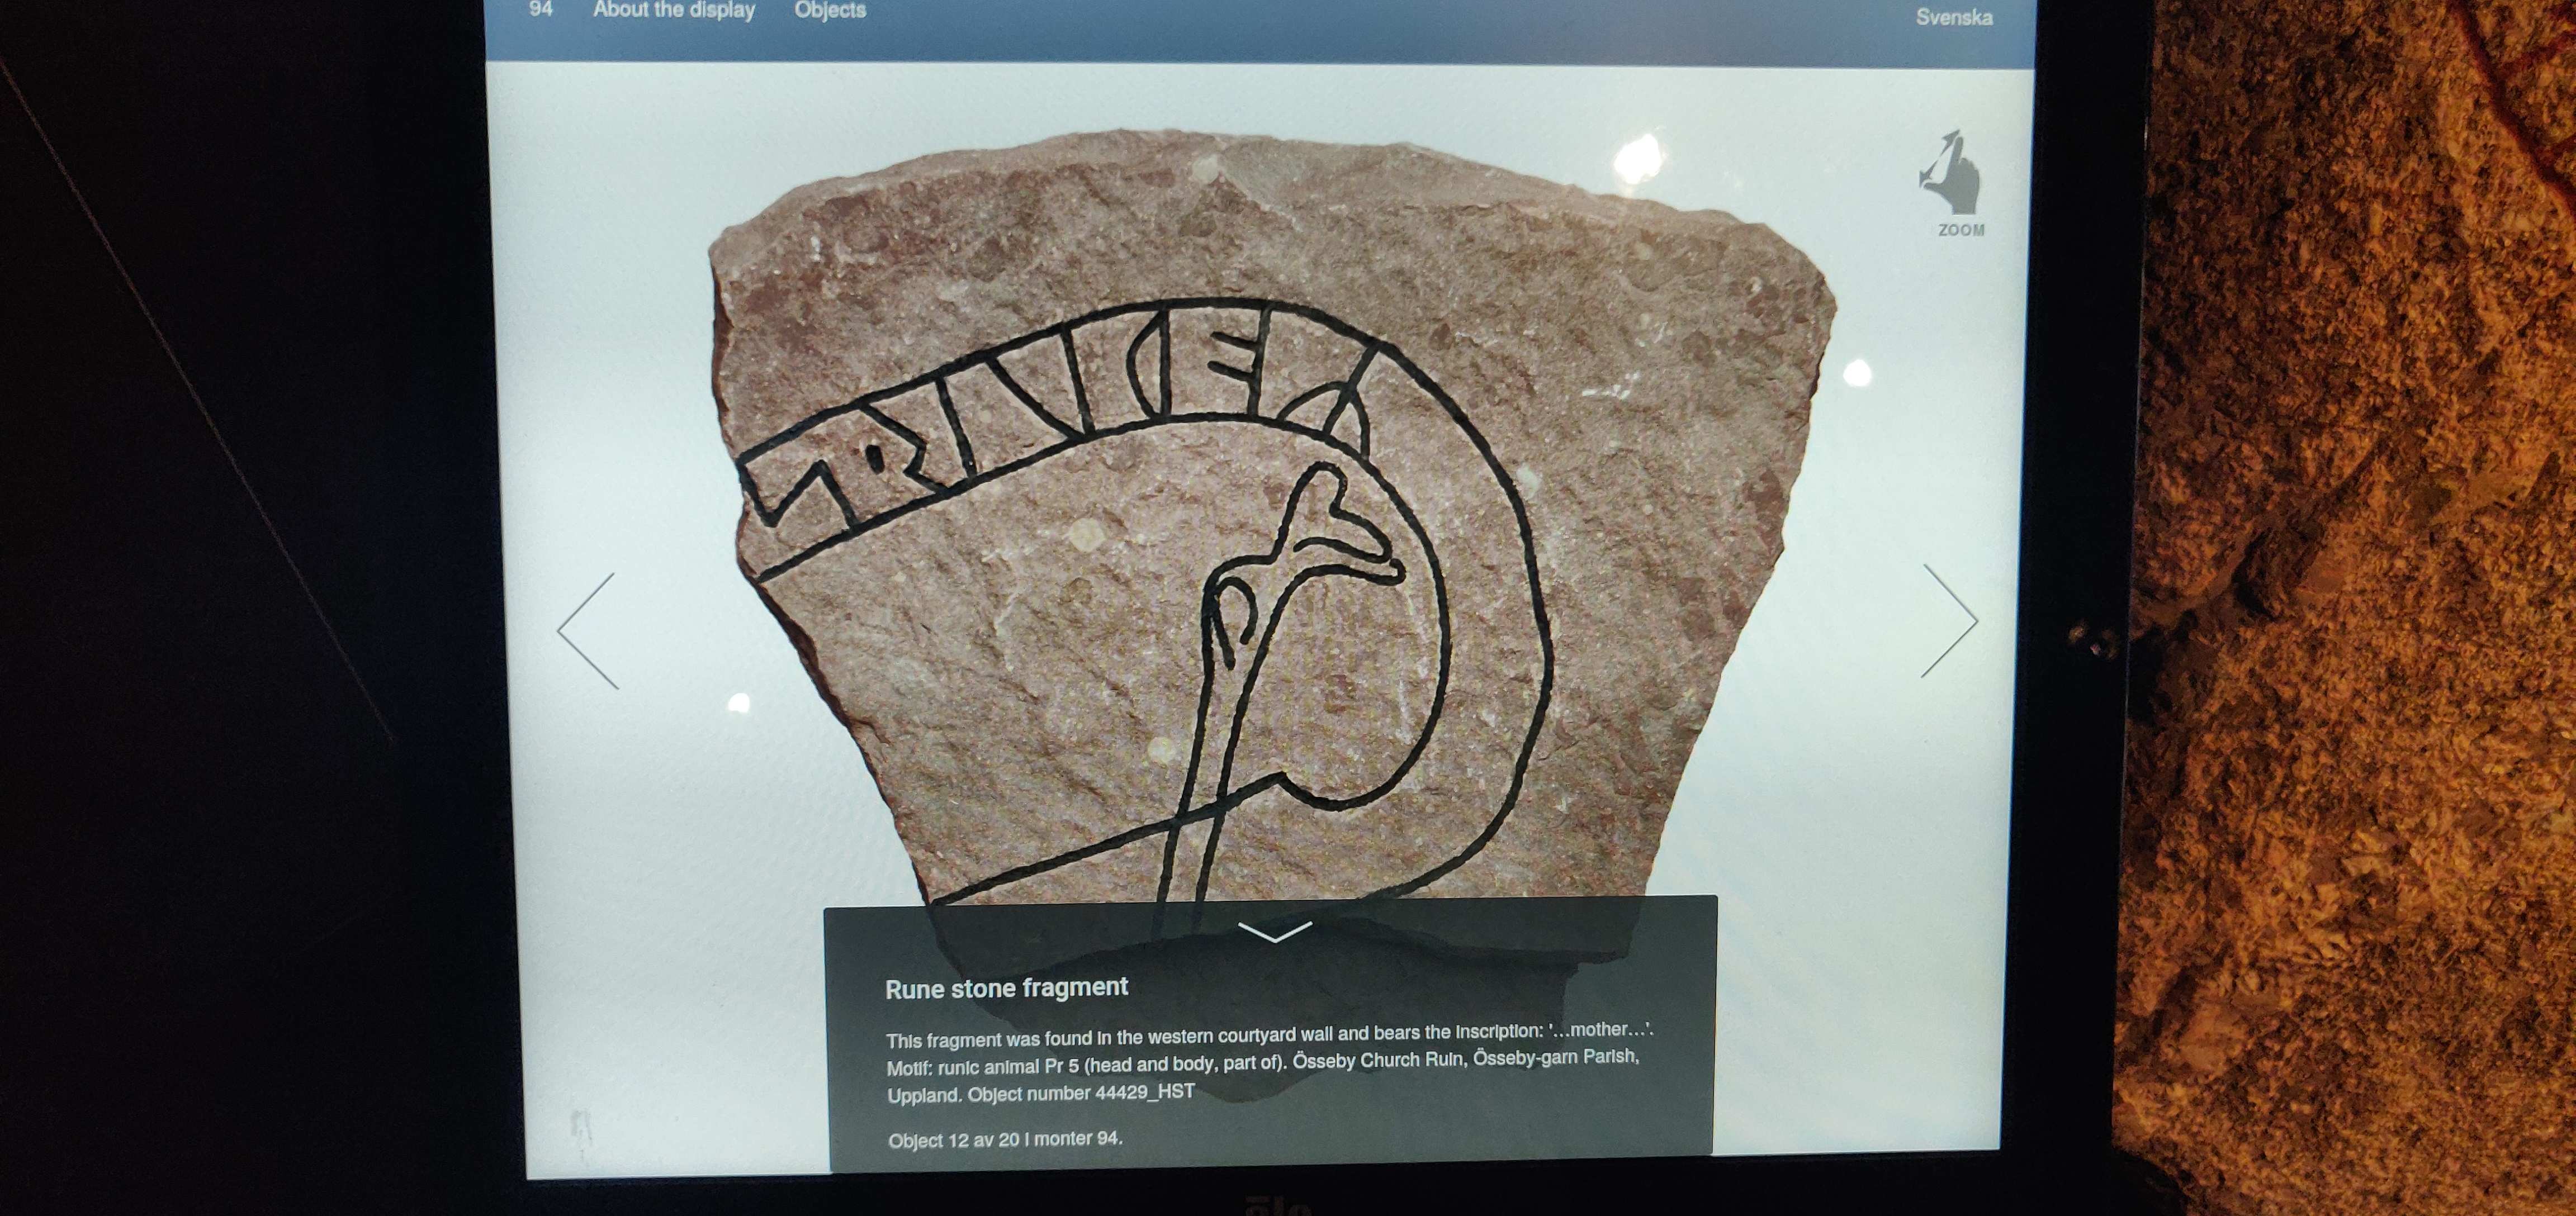 94 About the display Objects
Svenska
ZOOM
Rune stone fragment
This fragment was found in the western courtyard wall and bears the inscription: '...mother...'.
Motif: runic animal Pr 5 (head and body, part of). Össeby Church Ruin, Össeby-garn Parish,
Uppland. Object number 44429_HST
Object 12 av 20 i monter 94.